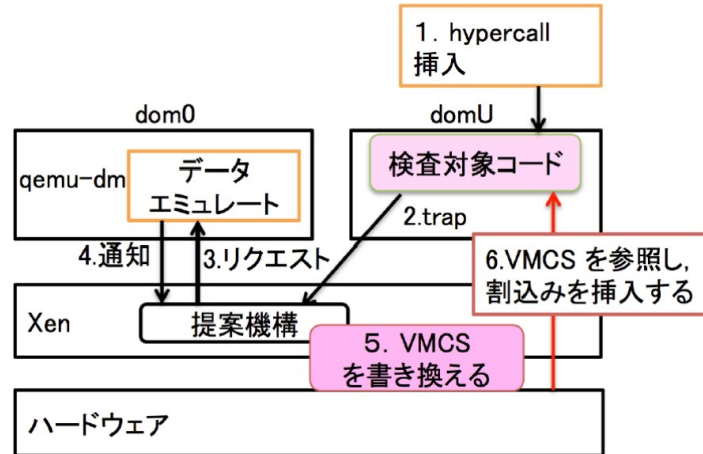 1. hypercall
挿入
dom0
domU
qemu-dm
データ
エミュレート
検査対象コード
2.trap
4.通知
3.リクエスト
6.VMCS を参照し,
割込みを挿入する
Xen
提案機構
5. VMCS
を書き換える
ハードウェア